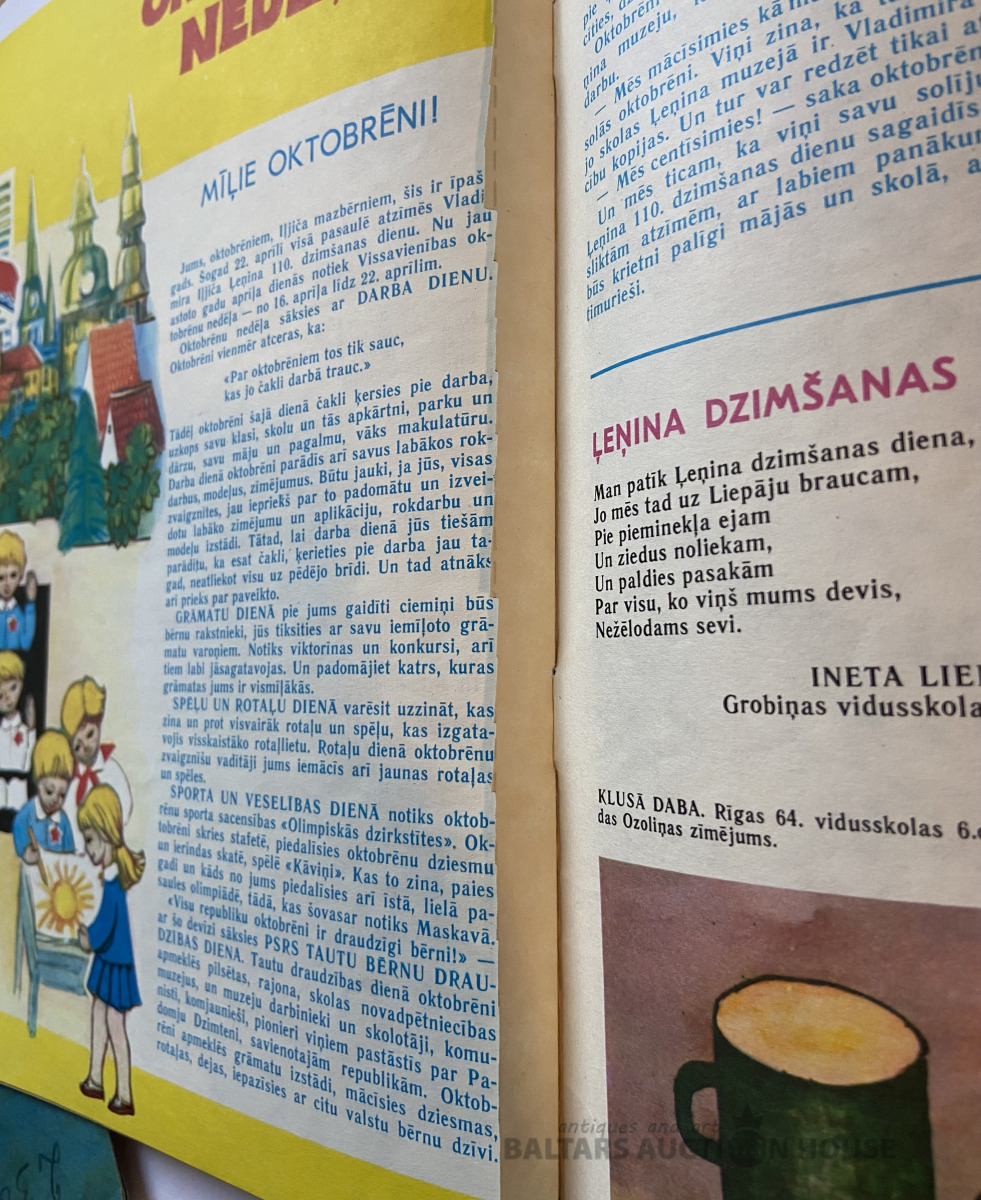 NEDĒ
MĪĻIE OKTOBRĒNI!
Jums, oktobrēniem, Iļjiča mazbērniem, šis ir īpaš
gads. Šogad 22. aprīlī visā pasaulē atzīmēs Vladi
mira Iļjiča Ļeņina 110. dzimšanas dienu. Nu jau
astoto gadu aprīļa dienās notiek Vissavienības ok-
tobrēnu nedēļa — no 16. aprīļa līdz 22. aprīlim.
Oktobrēnu nedēļa sāksies ar DARBA DIENU.
Oktobrēni vienmēr atceras, ka:
«Par oktobrēniem tos tik sauc,
kas jo čakli darbā trauc.»
Tādēļ oktobrēni šajā dienā čakli ķersies pie darba,
uzkops savu klasi, skolu un tās apkārtni, parku un
dārzu, savu māju un pagalmu, vāks makulatūru.
Darba dienā oktobrēni parādīs arī savus labākos rok-
darbus, modeļus, zīmējumus. Būtu jauki, ja jūs, visas
zvaigznītes, jau iepriekš par to padomātu un izvei-
dotu labāko zīmējumu un aplikāciju, rokdarbu un
modeļu izstādi. Tātad, lai darba dienā jūs tiešām
parādītu, ka esat čakli, ķerieties pie darba jau ta-
gad, neatliekot visu uz pēdējo brīdi. Un tad atnāks
arī prieks par paveikto.
GRĀMATU DIENĀ pie jums gaidīti ciemiņi būs
bērnu rakstnieki, jūs tiksities ar savu iemīļoto grā-
matu varoņiem. Notiks viktorīnas un konkursi, arī
tiem labi jāsagatavojas. Un padomājiet katrs, kuras
grāmatas jums ir vismīļākās.
SPĒĻU UN ROTAĻU DIENĀ varēsit uzzināt, kas
zina un prot visvairāk rotaļu un spēļu, kas izgata-
vojis visskaistāko rotaļlietu. Rotaļu dienā oktobrēnu
zvaigznīšu vadītāji jums iemācīs arī jaunas rotaļas
un spēles.
SPORTA UN VESELĪBAS DIENĀ notiks oktob-
rēnu sporta sacensības «Olimpiskās dzirkstītes». Ok-
tobrēni skries stafetē, piedalīsies oktobrēnu dziesmu
un ierindas skatē, spēlē «Kāviņi». Kas to zina, paies
gadi un kāds no jums piedalīsies arī īstā, lielā pa-
saules olimpiādē, tādā, kas šovasar notiks Maskavā.
«Visu republiku oktobrēni ir draudzīgi bērni!» —
ar šo devīzi sāksies PSRS TAUTU BĒRNU DRAU-
DZĪBAS DIENA. Tautu draudzības dienā oktobrēni
apmeklēs pilsētas, rajona, skolas novadpētniecības
muzejus, un muzeju darbinieki un skolotāji, komu-
nisti, komjaunieši, pionieri viņiem pastāstīs par Pa-
domju Dzimteni, savienotajām republikām. Oktob-
rēni apmeklēs grāmatu izstādi, mācīsies dziesmas,
rotaļas, dejas, iepazīsies ar citu valstu bērnu dzīvi.
pie
cīties,
Oktobrēni
ņina muzeju,
darbu.
— Mēs mācīsimies kā
solās oktobrēni. Viņi zina, ka
jo skolas Ļeņina muzejā ir Vladimira
cību kopijas. Un tur var redzēt tikai
— Mēs centīsimies! — saka oktobrēn
Un mēs ticam, ka viņi savu solīju
Ļeņina 110. dzimšanas dienu sagaidīs
sliktām atzīmēm, ar labiem panākum
būs krietni palīgi mājās un skolā, a
timurieši.
ĻEŅINA DZIMŠANAS
Man patīk Ļeņina dzimšanas diena,
Jo mēs tad uz Liepāju braucam,
Pie pieminekļa ejam
Un ziedus noliekam,
Un paldies pasakām
Par visu, ko viņš mums devis,
Nežēlodams sevi.
INETA LIE
Grobiņas vidusskola
KLUSĀ DABA. Rīgas 64. vidusskolas 6.
das Ozoliņas zīmējums.
antiques and art
BALTARS AUCTION HOUSE